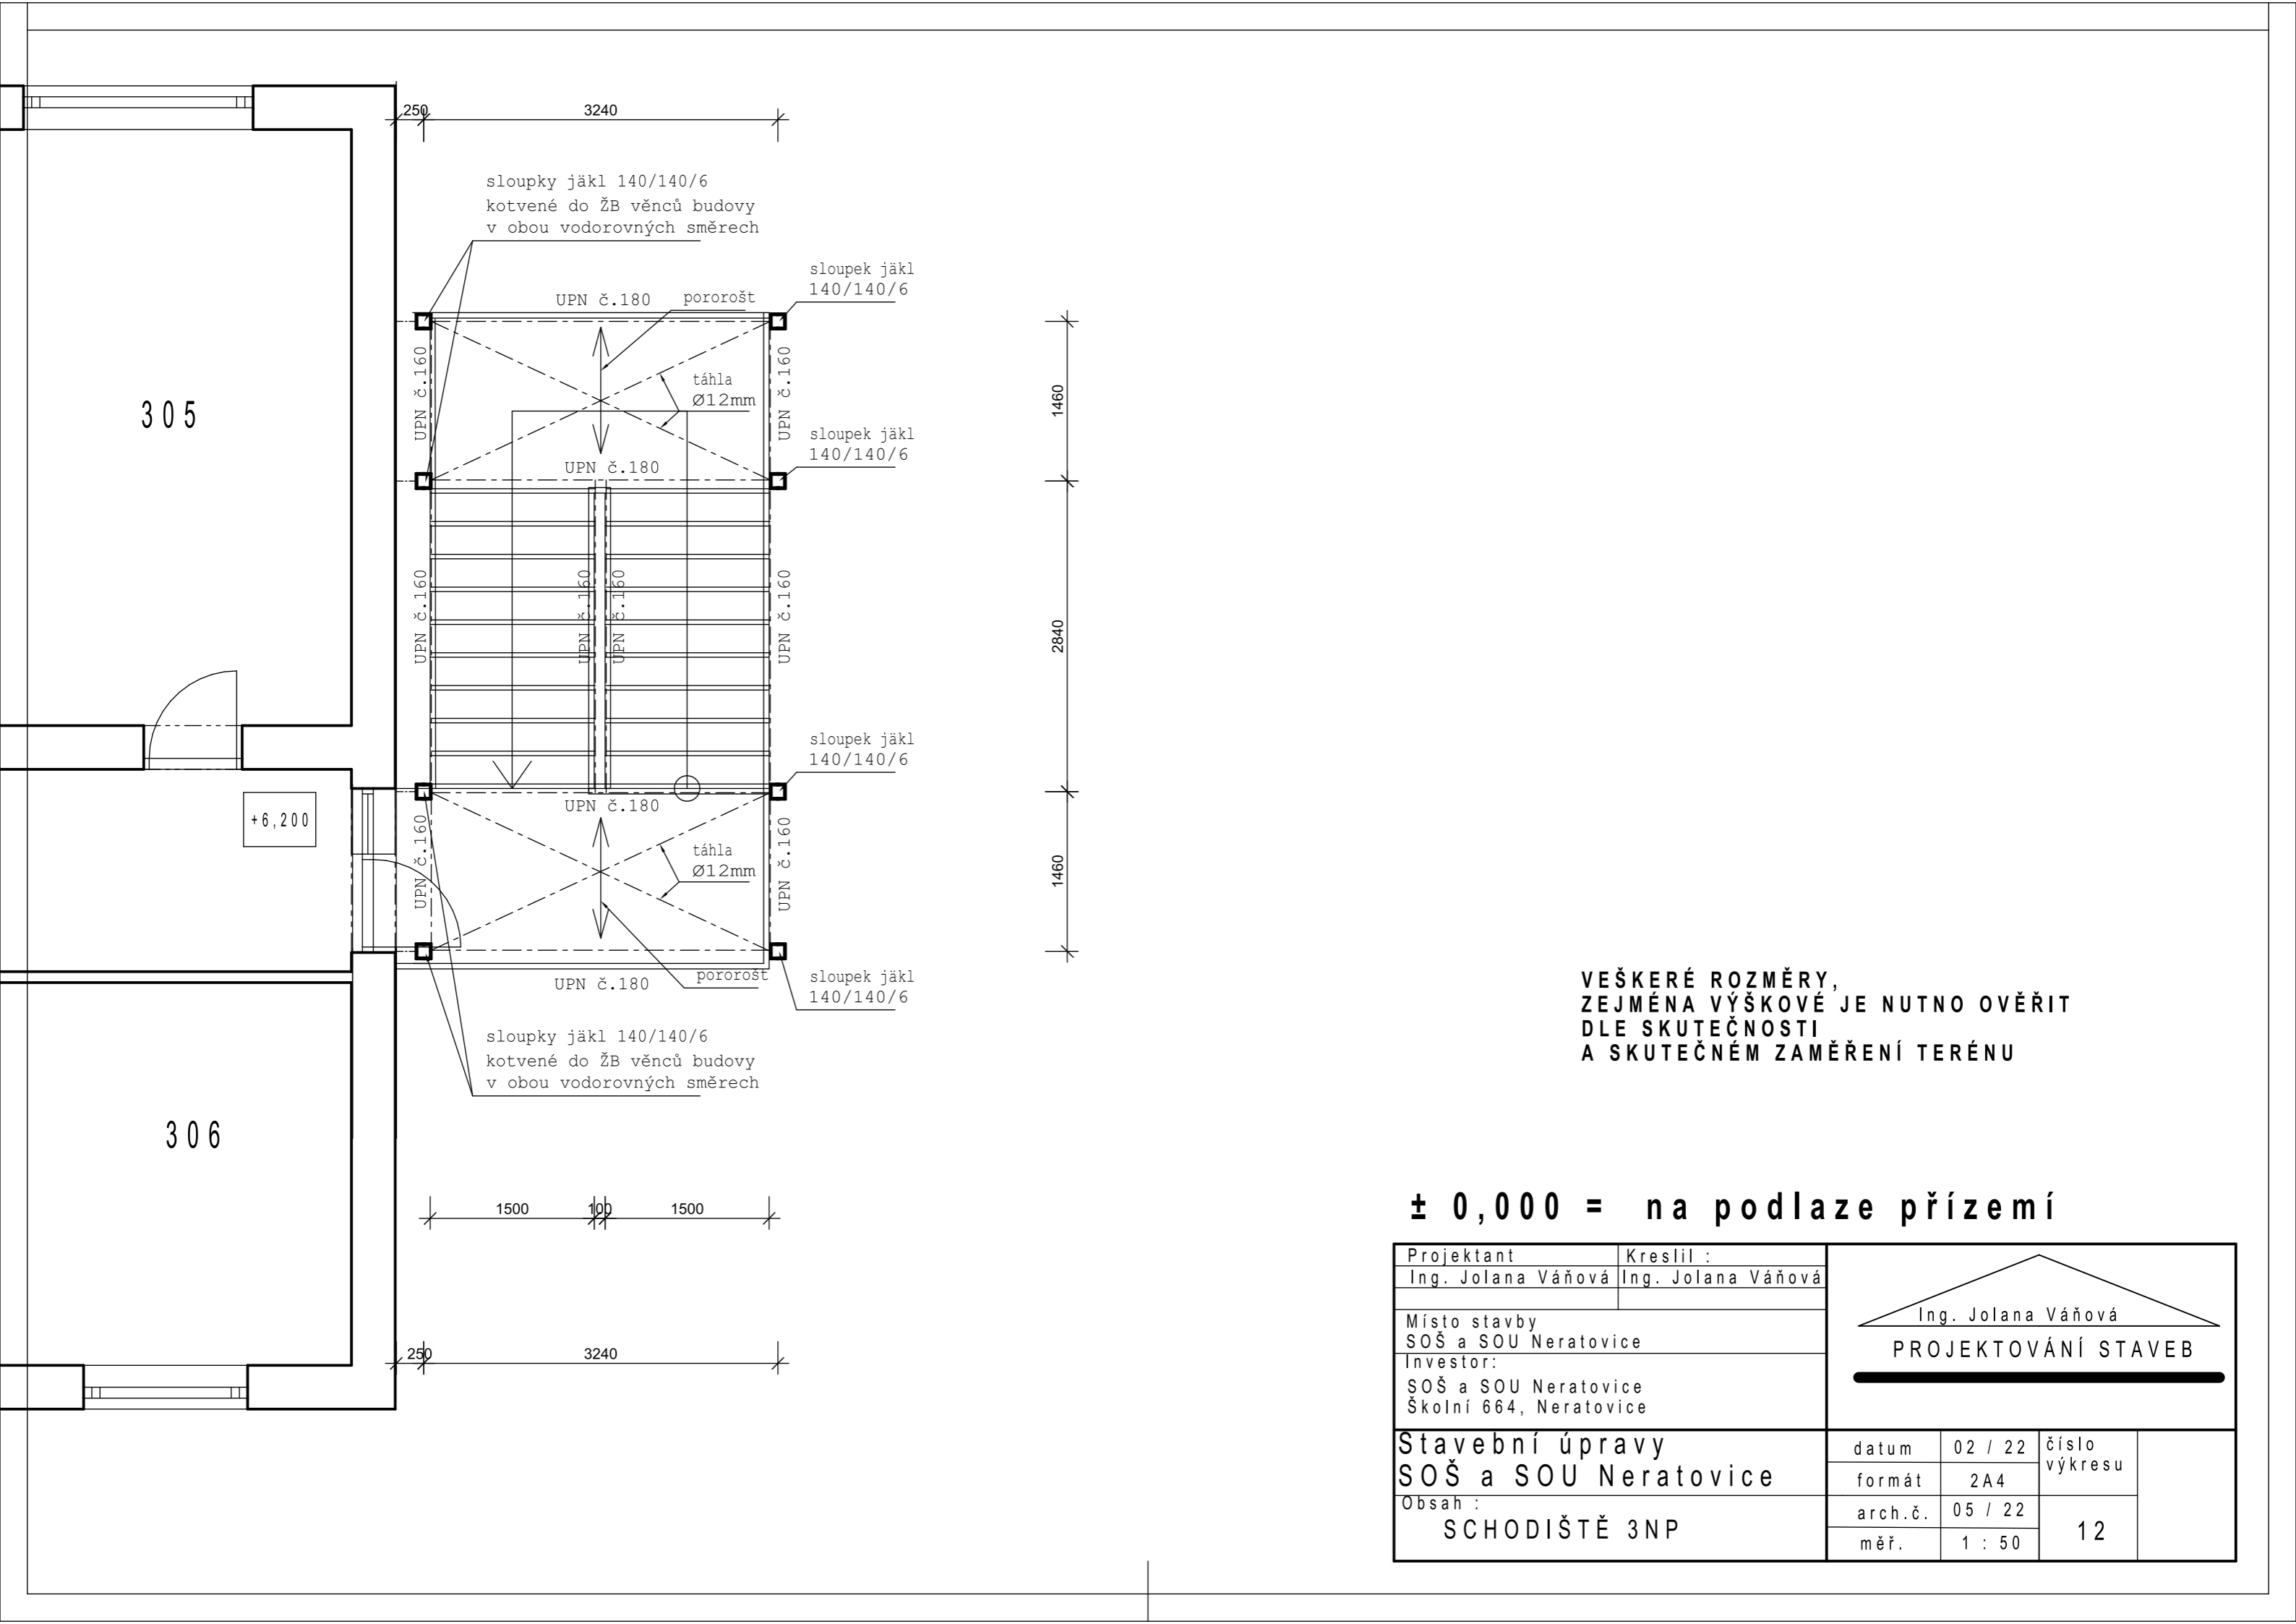 250
3240
sloupky jäkl 140/140/6
kotvené do ŽB věnců budovy
v obou vodorovných směrech
sloupek jäkl
140/140/6
UPN č.180
pororošt
UPN č.160
UPN č.160
táhla
Ø12mm
1460
305
sloupek jäkl
140/140/6
UPN č.180
UPN č.160
UPN č.160
UPN č.160
UPN č.160
2840
sloupek jäkl
140/140/6
+6,200
UPN č.180
UPN č.160
UPN č.160
táhla
Ø12mm
1460
pororošt
UPN č.180
sloupek jäkl
140/140/6
sloupky jäkl 140/140/6
kotvené do ŽB věnců budovy
v obou vodorovných směrech
306
1500
100
1500
250
3240
VEŠKERÉ ROZMĚRY,
ZEJMÉNA VÝŠKOVÉ JE NUTNO OVĚŘIT
DLE SKUTEČNOSTI
A SKUTEČNÉM ZAMĚŘENÍ TERÉNU
± 0,000 = na podlaze přízemí
Projektant
Kreslil :
Ing. Jolana Váňová
Ing. Jolana Váňová
Místo stavby
SOŠ a SOU Neratovice
Investor:
SOŠ a SOU Neratovice
Školní 664, Neratovice
Ing. Jolana Váňová
PROJEKTOVÁNÍ STAVEB
Stavební úpravy
SOŠ a SOU Neratovice
Obsah :
SCHODIŠTĚ 3NP
datum
02 / 22
číslo
výkresu
formát
2A4
arch.č.
05 / 22
12
měř.
1 : 50